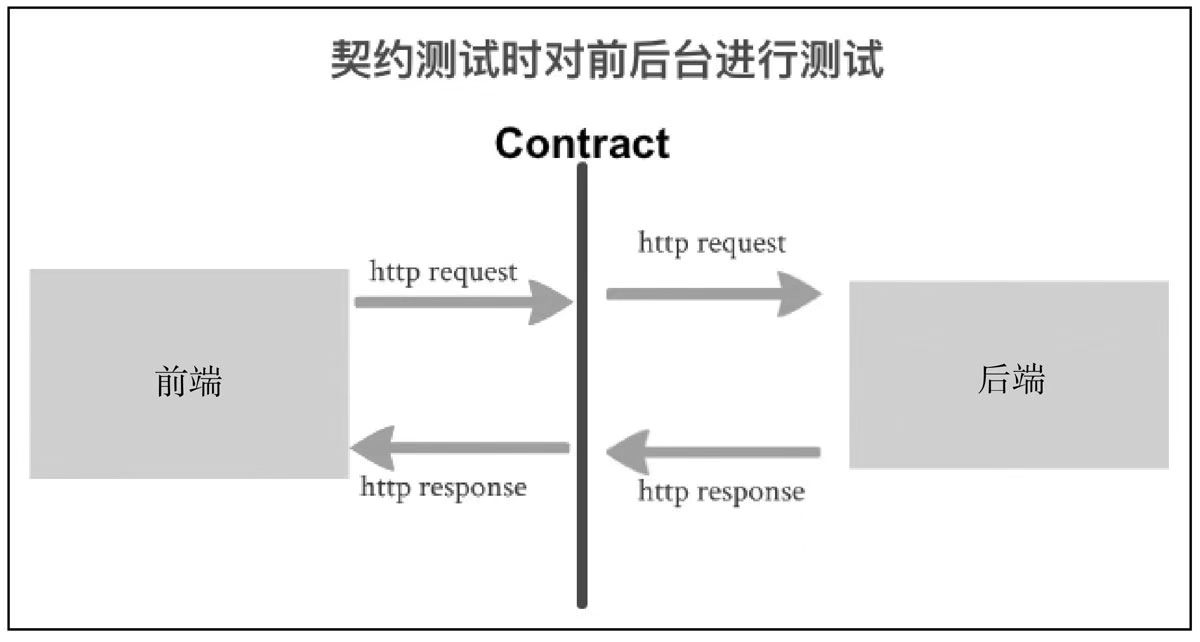 契约测试时对前后台进行测试
Contract
http request
http request
前端
后端
http response
http response